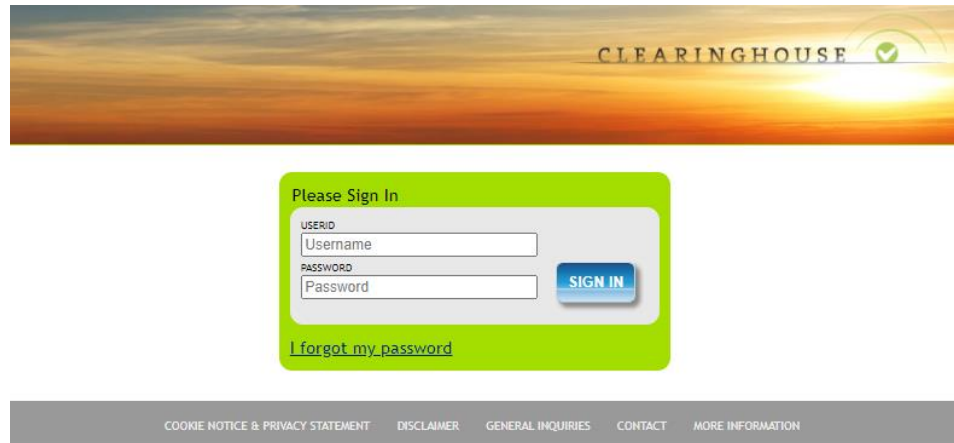 CLEARINGHOUSE
Please Sign In
USERID
Username
PASSWORD
Password
SIGN IN
I forgot my password
COOKIE NOTICE & PRIVACY STATEMENT DISCLAIMER GENERAL INQUIRIES CONTACT MORE INFORMATION